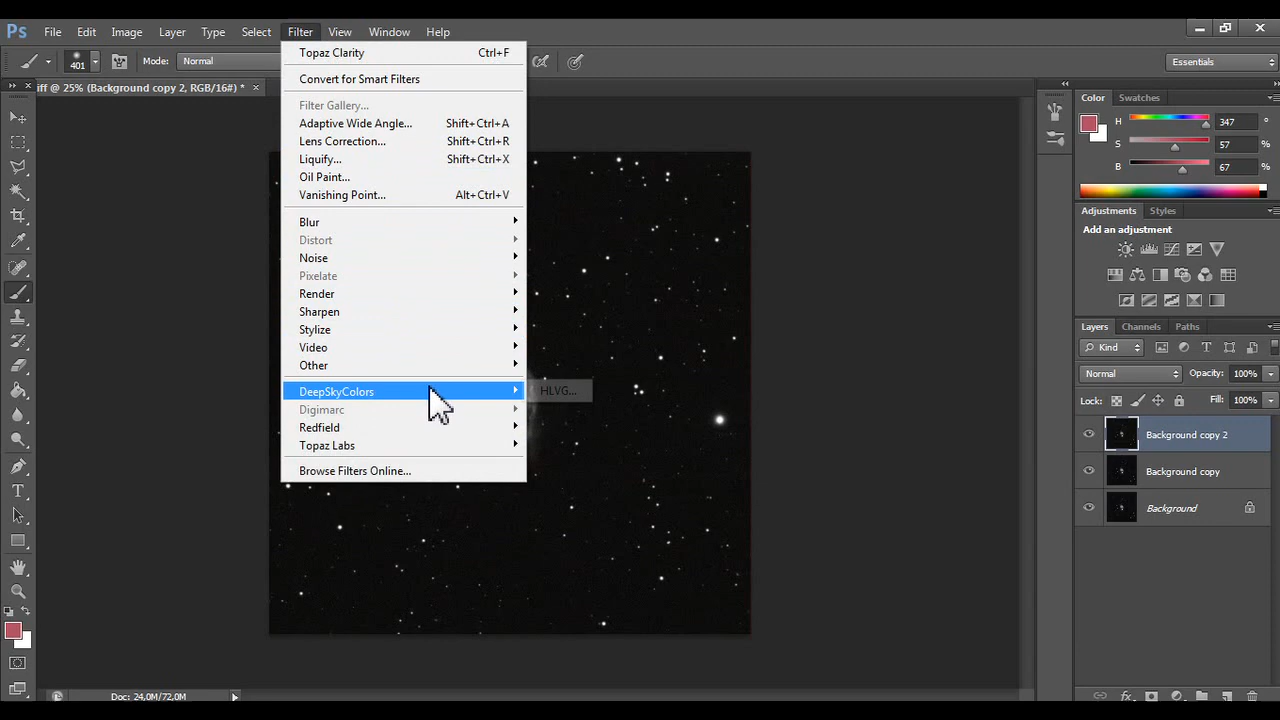 Ps File Edit Image Layer Type Select Filter View Window Help
401 Mode: Normal Essentials
iff @ 25% (Background copy 2, RGB/16#) * ×
Topaz Clarity Ctrl+F
Convert for Smart Filters
Filter Gallery...
Adaptive Wide Angle... Shift+Ctrl+A
Lens Correction... Shift+Ctrl+R
Liquify... Shift+Ctrl+X
Oil Paint...
Vanishing Point... Alt+Ctrl+V
Blur
Distort
Noise
Pixelate
Render
Sharpen
Stylize
Video
Other
DeepSkyColors
HLVG...
Digimarc
Redfield
Topaz Labs
Browse Filters Online...
Color Swatches
H 347 °
S 57 %
B 67 %
Adjustments Styles
Add an adjustment
Layers Channels Paths
Kind
Normal Opacity: 100%
Lock: Fill: 100%
Background copy 2
Background copy
Background
Doc: 24,0M/72,0M